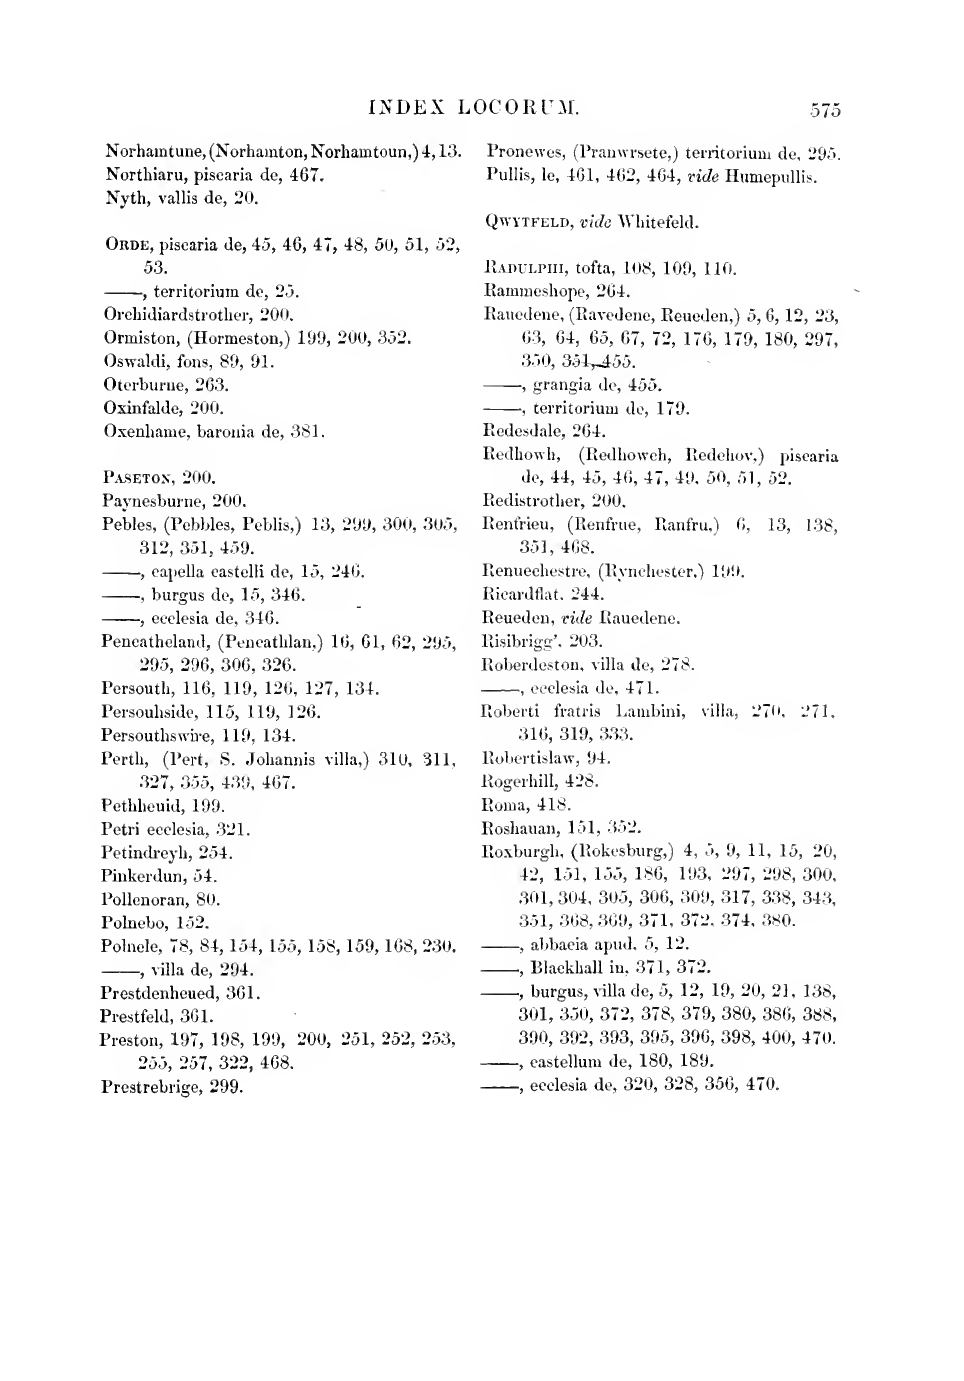 INDEX LOCORUM. 575
Norhamtune, (Norhamton, Norhamtoun,) 4, 13.
Northiaru, piscaria de, 467.
Nyth, vallis de, 20.
ORDE, piscaria de, 45, 46, 47, 48, 50, 51, 52,
53.
——, territorium de, 25.
Orchidiardstrother, 200.
Ormiston, (Hormeston,) 199, 200, 352.
Oswaldi, fons, 89, 91.
Oterburne, 263.
Oxinfalde, 200.
Oxenhame, baronia de, 381.
PASETON, 200.
Paynesburne, 200.
Pebles, (Pebbles, Peblis,) 13, 299, 300, 305,
312, 351, 459.
——, capella castelli de, 15, 246.
——, burgus de, 15, 346.
——, ecclesia de, 346.
Pencatheland, (Pencathlan,) 16, 61, 62, 295,
295, 296, 306, 326.
Persouth, 116, 119, 126, 127, 134.
Persouhside, 115, 119, 126.
Persouthswire, 119, 134.
Perth, (Pert, S. Johannis villa,) 310, 311,
327, 355, 439, 467.
Pethheuid, 199.
Petri ecclesia, 321.
Petindreyh, 254.
Pinkerdun, 54.
Pollenoran, 80.
Polnebo, 152.
Polnele, 78, 84, 154, 155, 158, 159, 168, 230.
——, villa de, 294.
Prestdenheued, 361.
Prestfeld, 361.
Preston, 197, 198, 199, 200, 251, 252, 253,
255, 257, 322, 468.
Prestrebrige, 299.
Pronewes, (Pranwrsete,) territorium de, 295.
Pullis, le, 461, 462, 464, vide Humepullis.
QWYTFELD, vide Whitefeld.
RADULPHI, tofta, 108, 109, 110.
Rammeshope, 264.
Rauedene, (Ravedene, Reueden,) 5, 6, 12, 23,
63, 64, 65, 67, 72, 176, 179, 180, 297,
350, 351, 455.
——, grangia de, 455.
——, territorium de, 179.
Redesdale, 264.
Redhowh, (Redhowch, Redehov,) piscaria
de, 44, 45, 46, 47, 49, 50, 51, 52.
Redistrother, 200.
Renfrieu, (Renfrue, Ranfru,) 6, 13, 138,
351, 468.
Renuechestre, (Rynchester,) 199.
Ricardflat, 244.
Reueden, vide Rauedene.
Risibrigg', 203.
Roberdeston, villa de, 278.
——, ecclesia de, 471.
Roberti fratris Lambini, villa, 270, 271,
316, 319, 333.
Robertislaw, 94.
Rogerhill, 428.
Roma, 418.
Roshauan, 151, 352.
Roxburgh, (Rokesburg,) 4, 5, 9, 11, 15, 20,
42, 151, 155, 186, 193, 297, 298, 300,
301, 304, 305, 306, 309, 317, 338, 343,
351, 368, 369, 371, 372, 374, 380.
——, abbacia apud, 5, 12.
——, Blackhall in, 371, 372.
——, burgus, villa de, 5, 12, 19, 20, 21, 138,
301, 350, 372, 378, 379, 380, 386, 388,
390, 392, 393, 395, 396, 398, 400, 470.
——, castellum de, 180, 189.
——, ecclesia de, 320, 328, 356, 470.